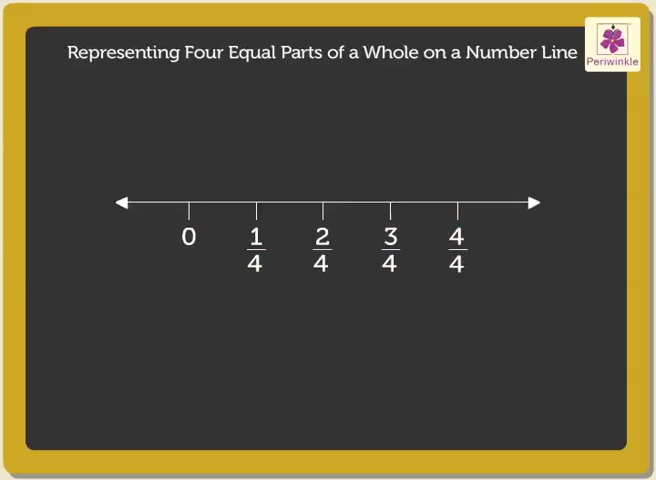 Representing Four Equal Parts of a Whole on a Number Line
Periwinkle
0 1/4 2/4 3/4 4/4